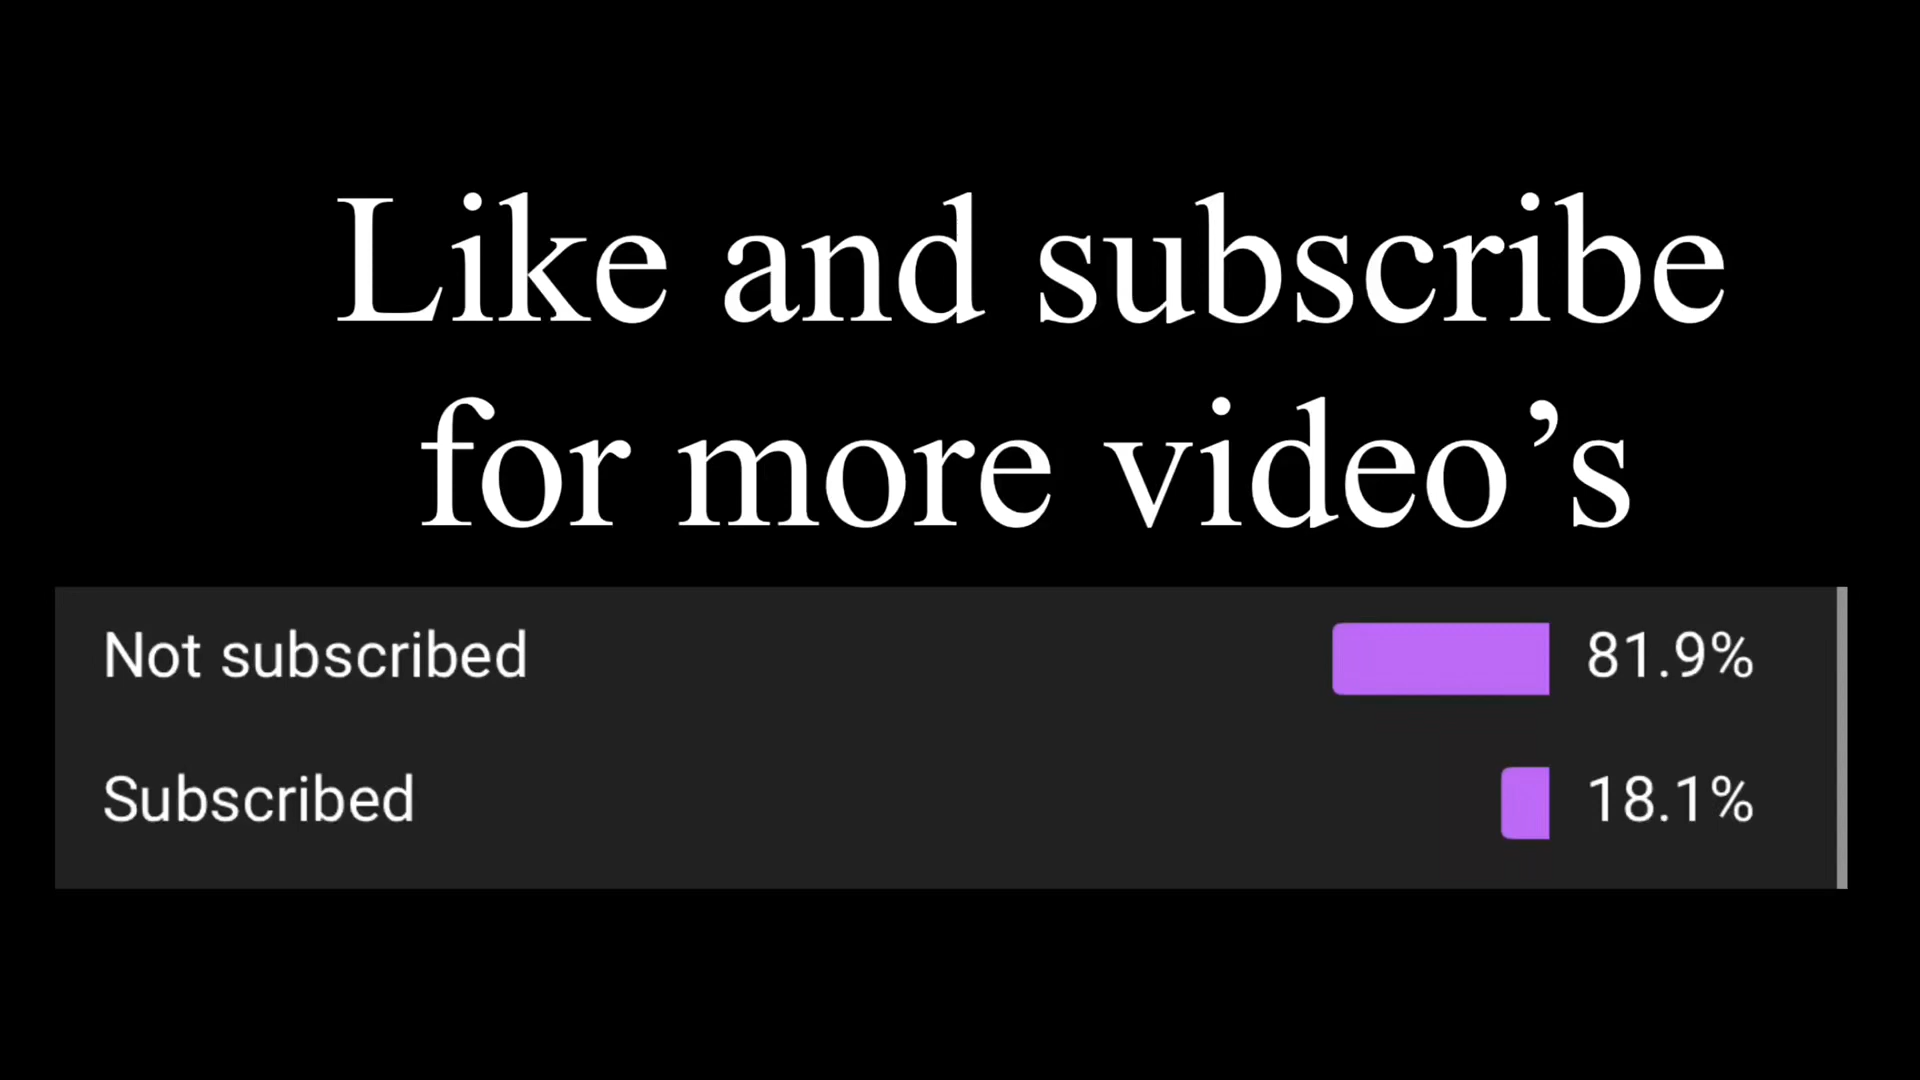 Like and subscribe
for more video’s
Not subscribed 81.9%
Subscribed 18.1%